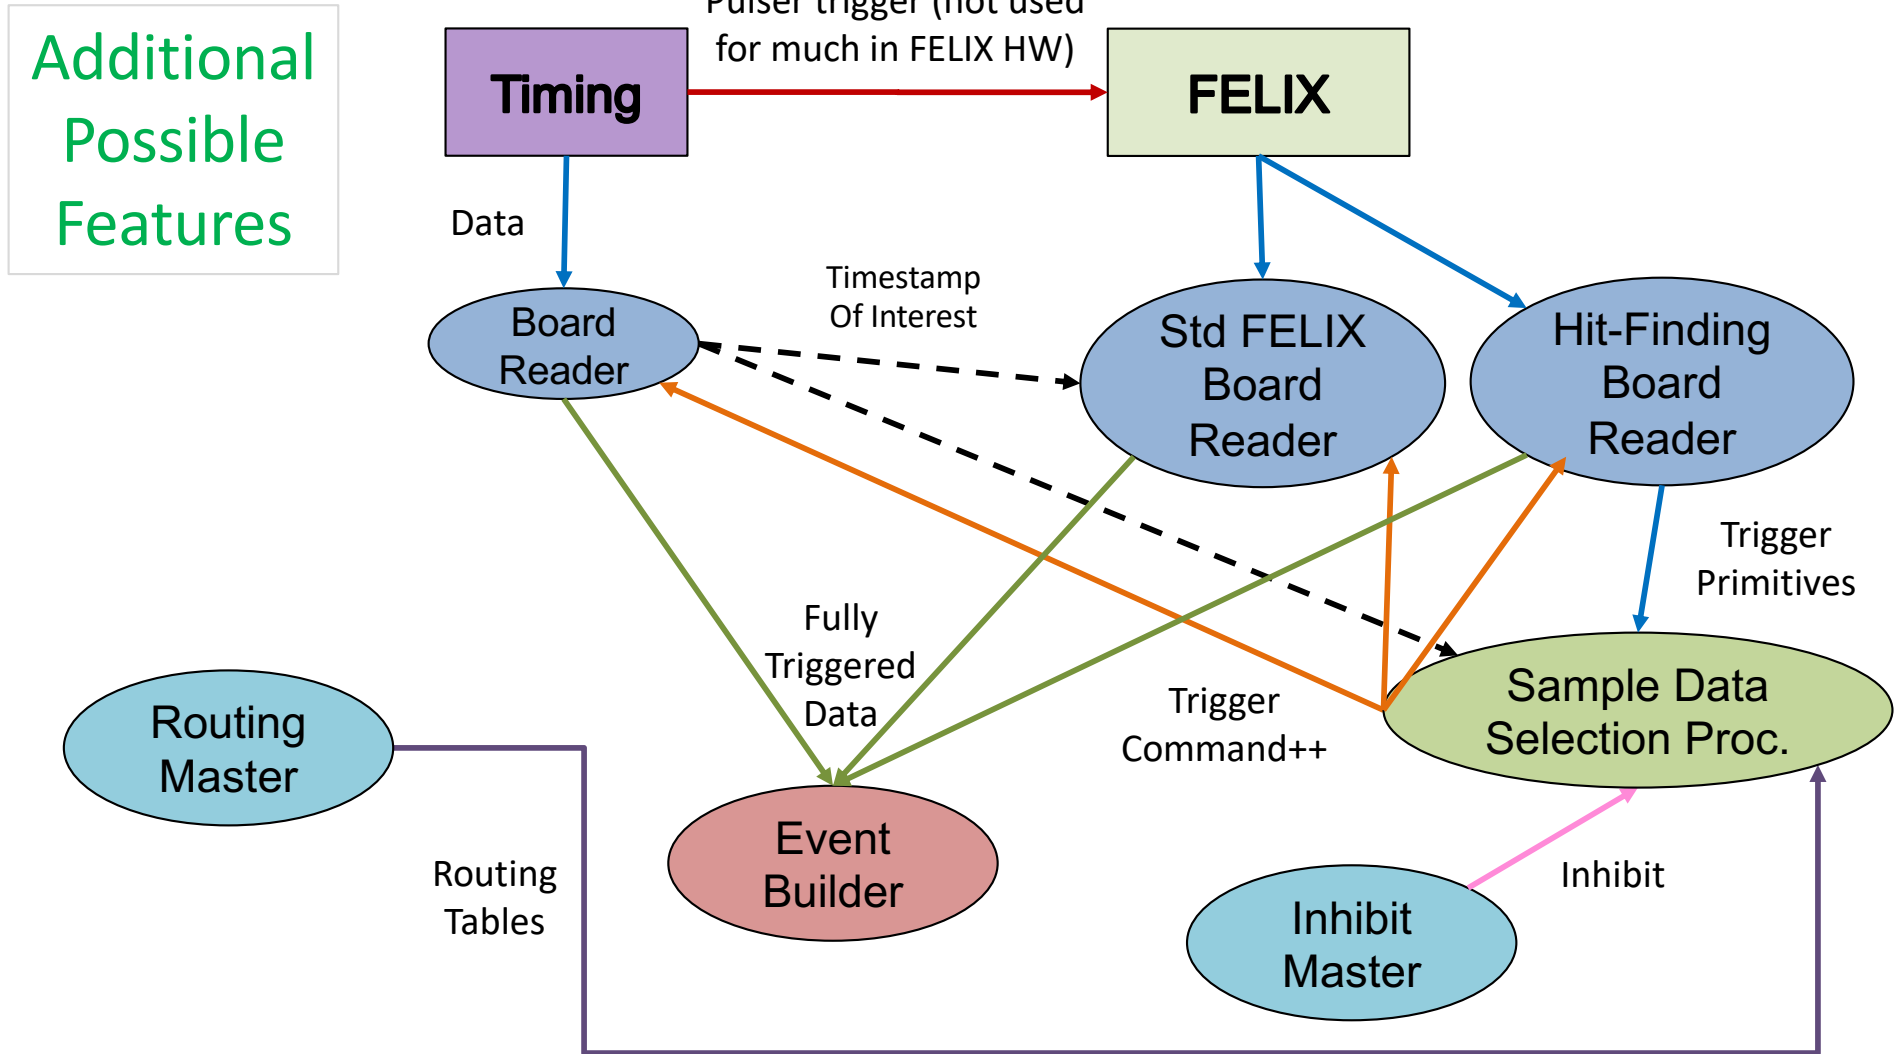 Pulser trigger (not used
for much in FELIX HW)
Additional
Possible
Features
Timing
FELIX
Data
Timestamp
Of Interest
Board
Reader
Std FELIX
Board
Reader
Hit-Finding
Board
Reader
Trigger
Primitives
Fully
Triggered
Data
Trigger
Command++
Sample Data
Selection Proc.
Routing
Master
Event
Builder
Routing
Tables
Inhibit
Inhibit
Master